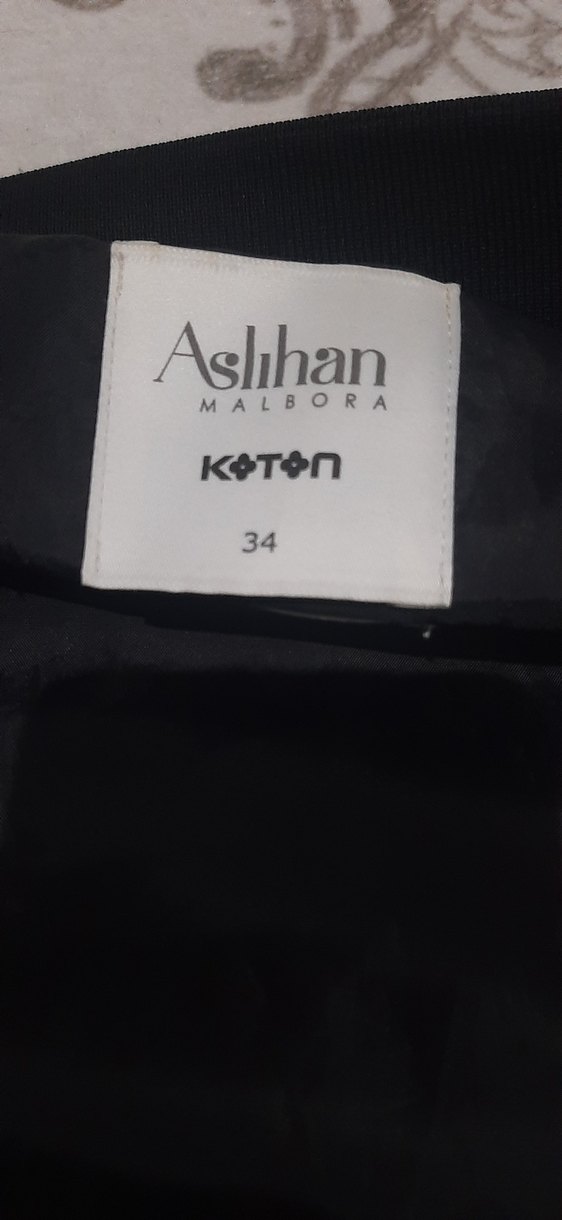 Aslıhan
MALBORA
KOTON
34